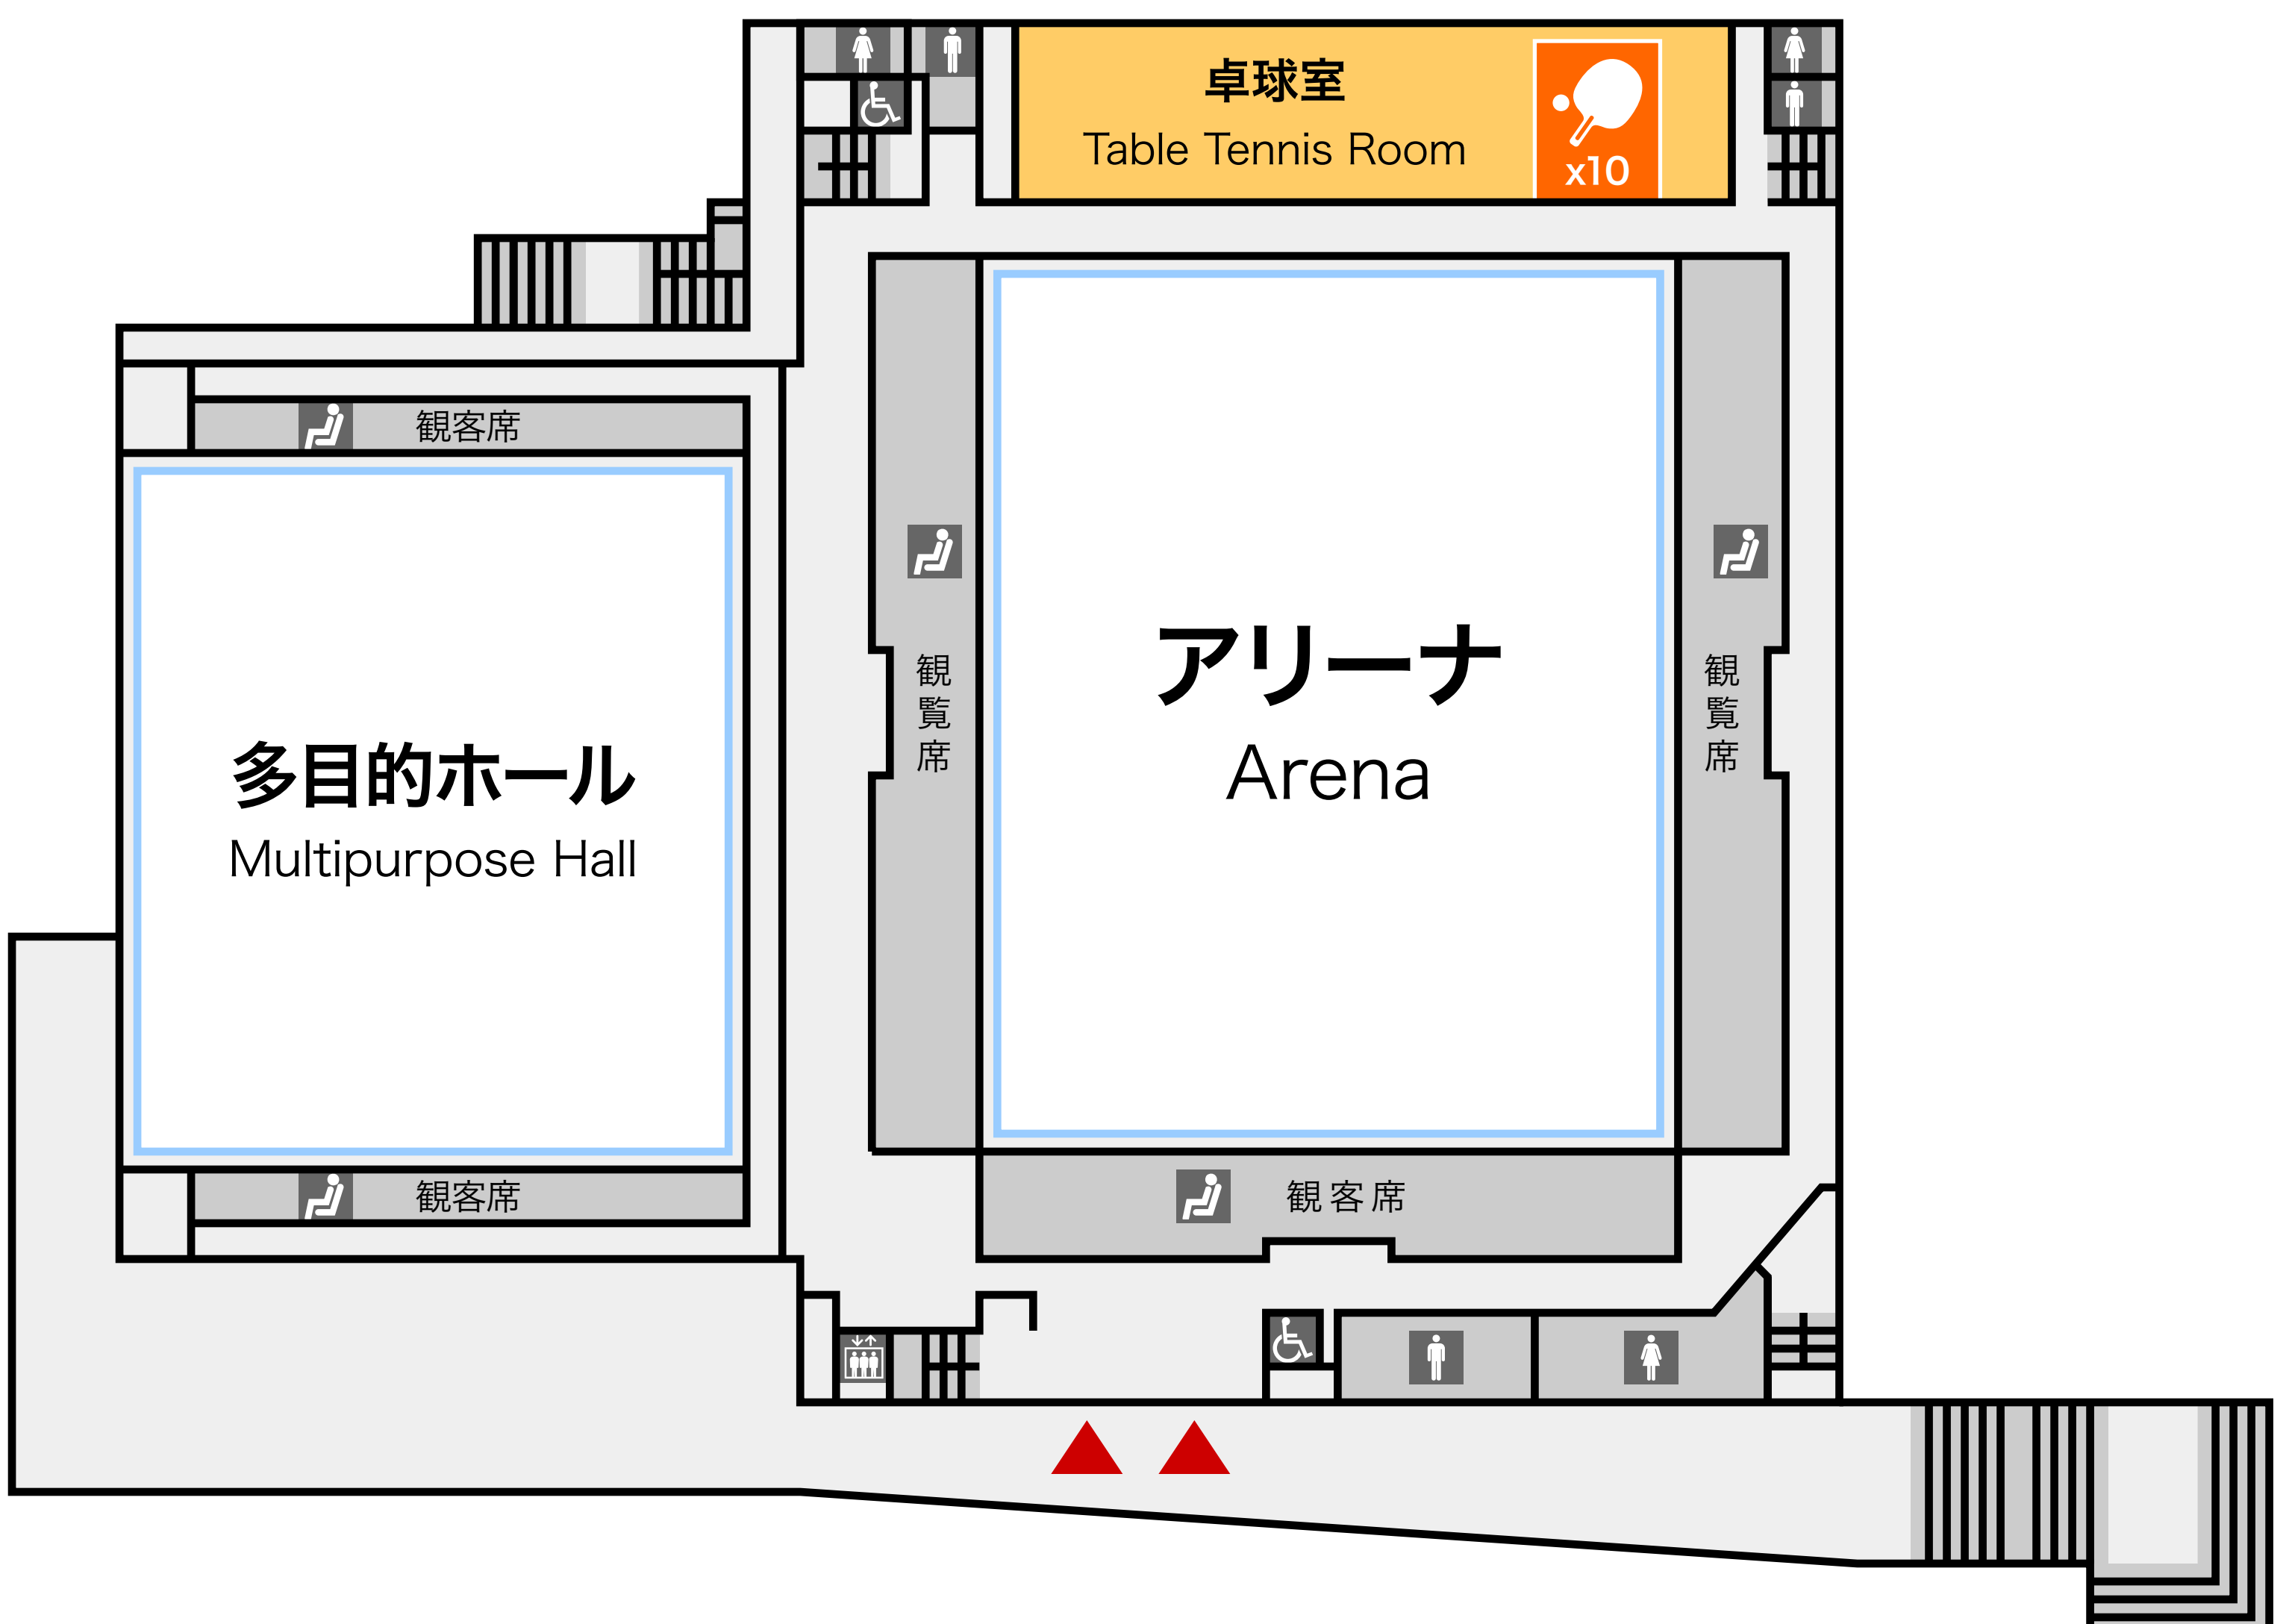 卓球室
Table Tennis Room
x10
観客席
観覧席
観覧席
アリーナ
Arena
多目的ホール
Multipurpose Hall
観客席
観客席